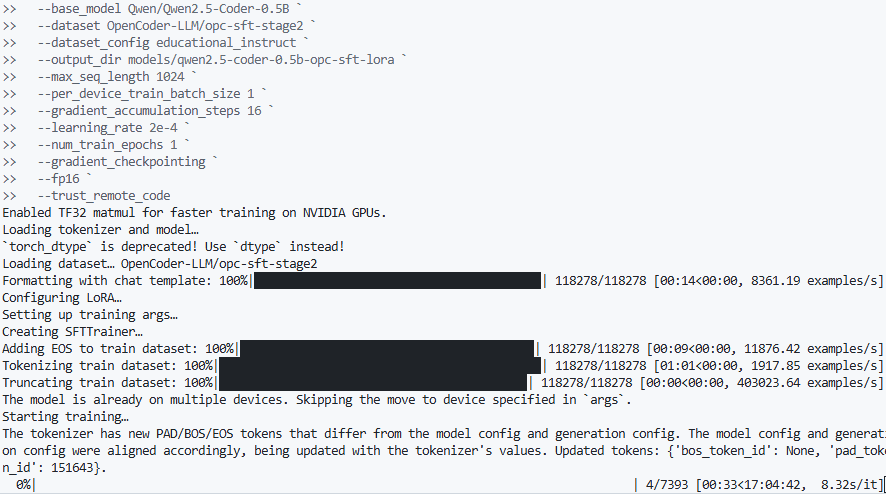 >>   --base_model Qwen/Qwen2.5-Coder-0.5B `
>>   --dataset OpenCoder-LLM/opc-sft-stage2 `
>>   --dataset_config educational_instruct `
>>   --output_dir models/qwen2.5-coder-0.5b-opc-sft-lora `
>>   --max_seq_length 1024 `
>>   --per_device_train_batch_size 1 `
>>   --gradient_accumulation_steps 16 `
>>   --learning_rate 2e-4 `
>>   --num_train_epochs 1 `
>>   --gradient_checkpointing `
>>   --fp16 `
>>   --trust_remote_code
Enabled TF32 matmul for faster training on NVIDIA GPUs.
Loading tokenizer and model…
`torch_dtype` is deprecated! Use `dtype` instead!
Loading dataset… OpenCoder-LLM/opc-sft-stage2
Formatting with chat template: 100%| | 118278/118278 [00:14<00:00, 8361.19 examples/s]
Configuring LoRA…
Setting up training args…
Creating SFTTrainer…
Adding EOS to train dataset: 100%| | 118278/118278 [00:09<00:00, 11876.42 examples/s]
Tokenizing train dataset: 100%| | 118278/118278 [01:01<00:00, 1917.85 examples/s]
Truncating train dataset: 100%| | 118278/118278 [00:00<00:00, 403023.64 examples/s]
The model is already on multiple devices. Skipping the move to device specified in `args`.
Starting training…
The tokenizer has new PAD/BOS/EOS tokens that differ from the model config and generation config. The model config and generati
on config were aligned accordingly, being updated with the tokenizer's values. Updated tokens: {'bos_token_id': None, 'pad_toke
n_id': 151643}.
  0%| | 4/7393 [00:33<17:04:42,  8.32s/it]